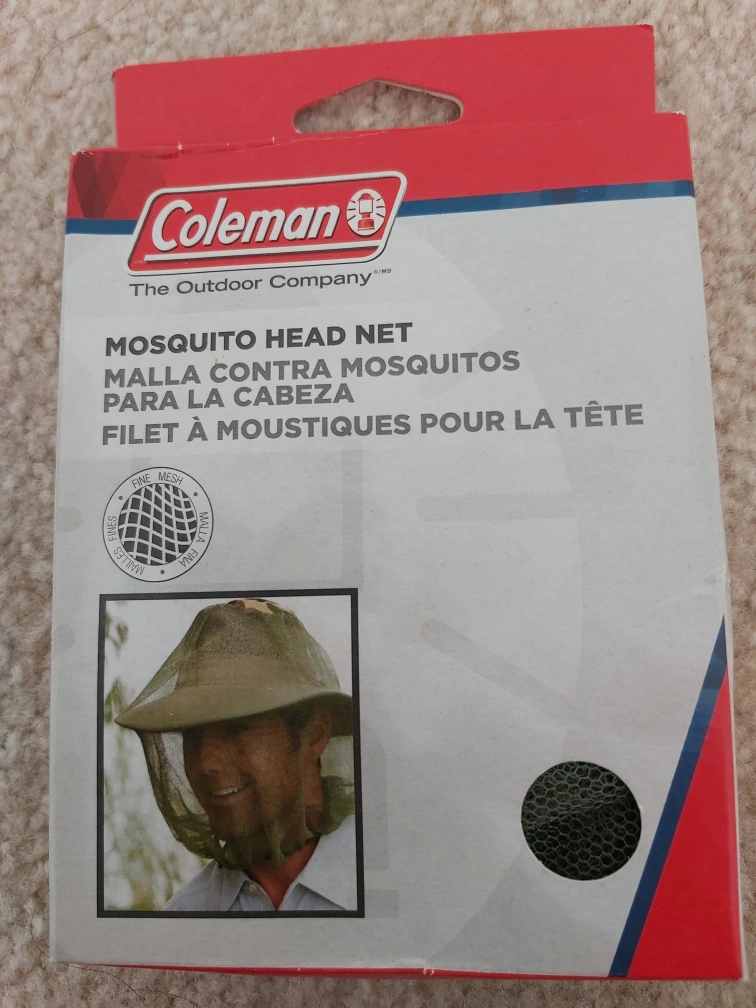 Coleman
The Outdoor Company®/MD
MOSQUITO HEAD NET
MALLA CONTRA MOSQUITOS
PARA LA CABEZA
FILET À MOUSTIQUES POUR LA TÊTE
FINE MESH
MALLA FINA
MAILLES FINES